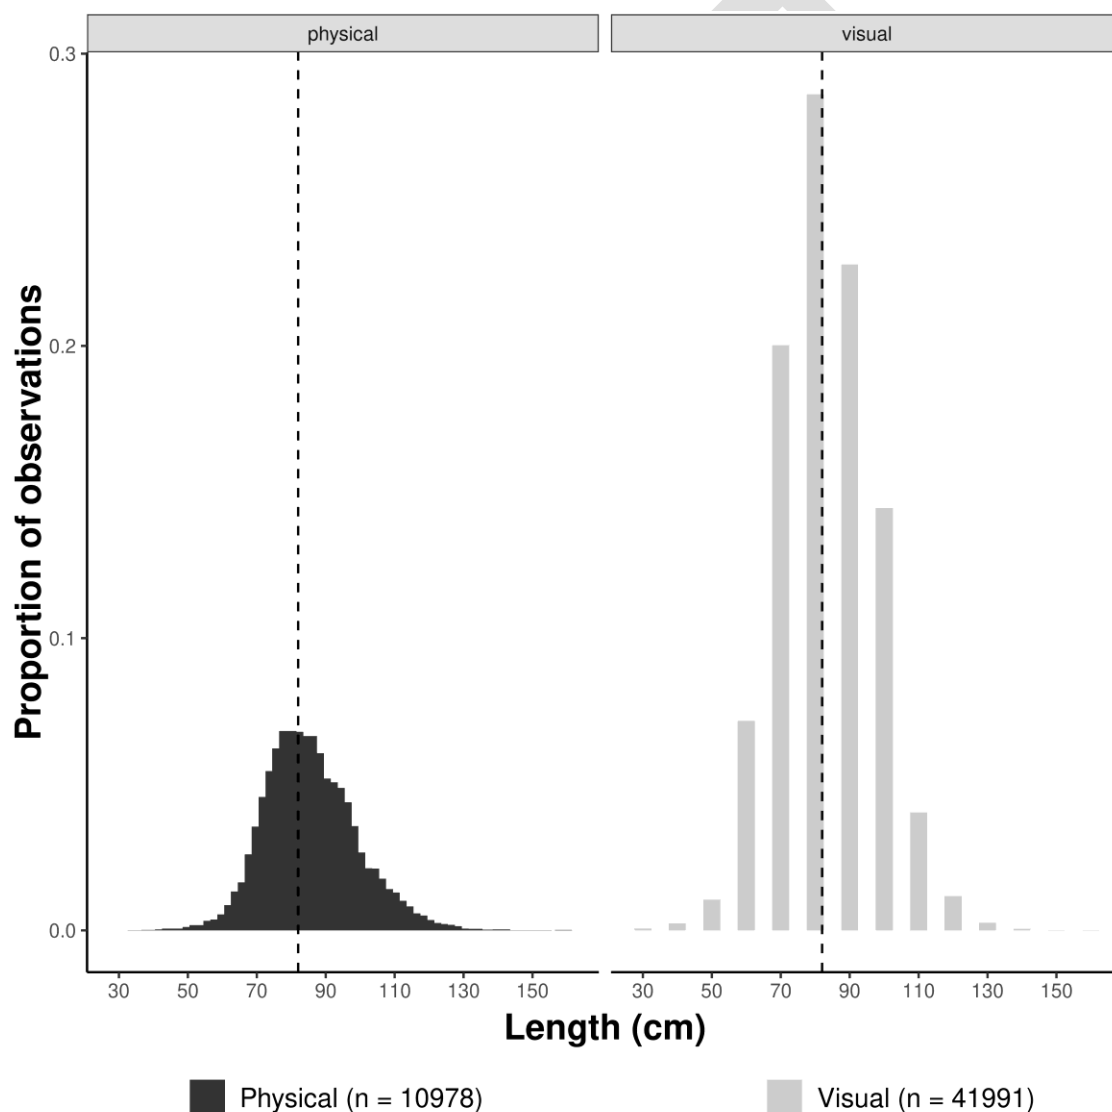 physical visual
0.3
0.2
0.1
0.0
Proportion of observations
30 50 70 90 110 130 150 30 50 70 90 110 130 150
Length (cm)
Physical (n = 10978) Visual (n = 41991)